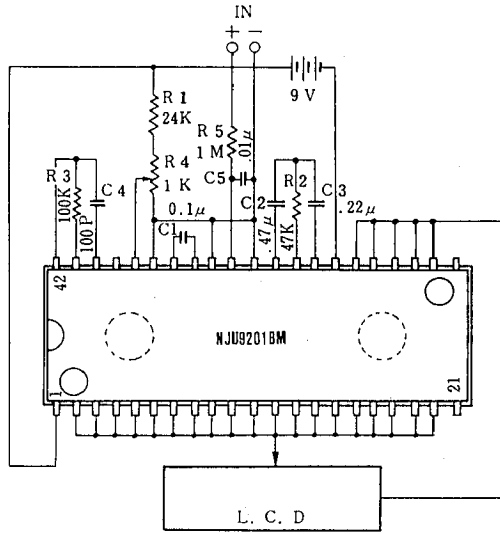 IN
+ −
9 V
R 1
24K
R 5
1 M
.01μ
R 4
1 K
R 3
100K
100P
C 4
C5
0.1μ
C1
C 2
.47μ
R 2
47K
C 3
.22μ
42
NJU9201BM
1
21
L. C. D